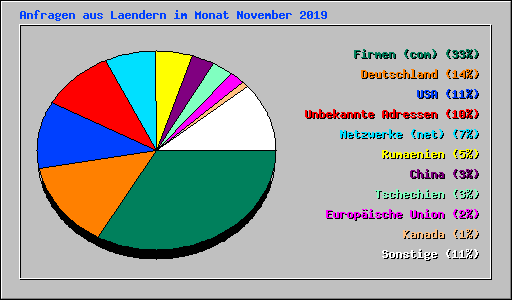 Anfragen aus Laendern im Monat November 2019
Firmen (com) (33%)
Deutschland (14%)
USA (11%)
Unbekannte Adressen (10%)
Netzwerke (net) (7%)
Rumaenien (5%)
China (3%)
Tschechien (3%)
Europäische Union (2%)
Kanada (1%)
Sonstige (11%)